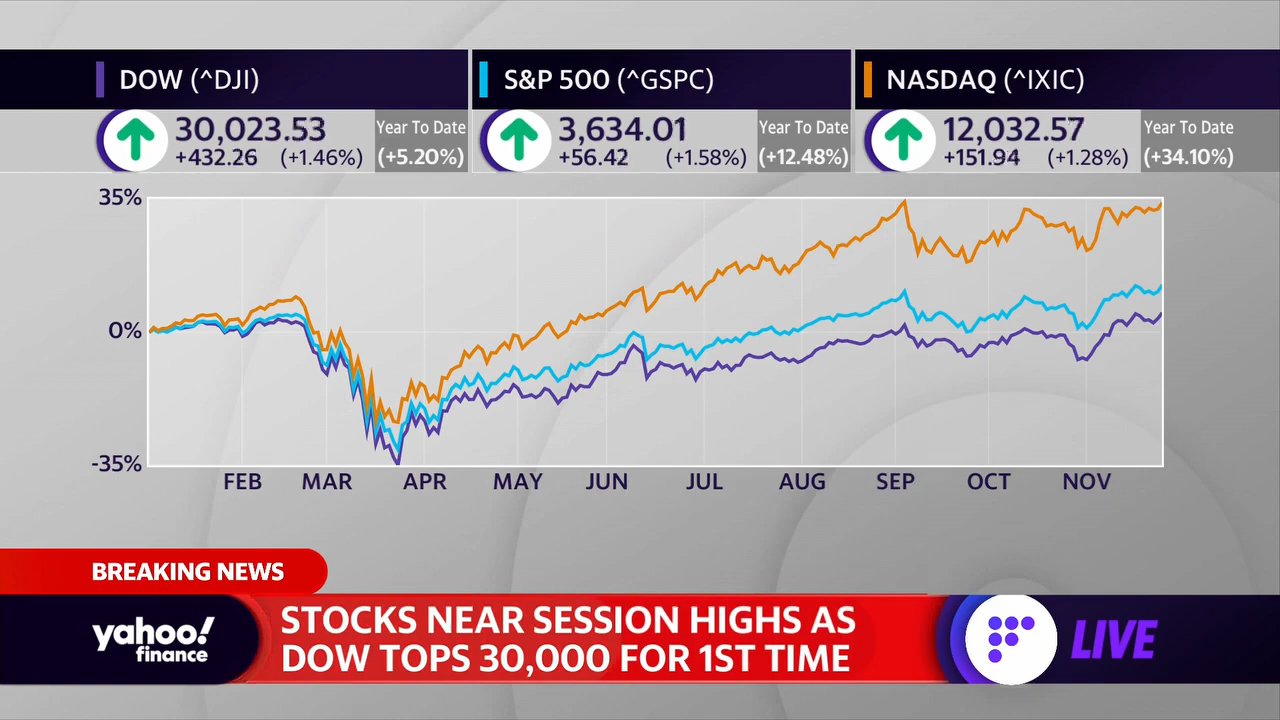 DOW (^DJI)
30,023.53
+432.26 (+1.46%)
Year To Date
(+5.20%)
S&P 500 (^GSPC)
3,634.01
+56.42 (+1.58%)
Year To Date
(+12.48%)
NASDAQ (^IXIC)
12,032.57
+151.94 (+1.28%)
Year To Date
(+34.10%)
35%
0%
-35%
FEB MAR APR MAY JUN JUL AUG SEP OCT NOV
BREAKING NEWS
yahoo!
finance
STOCKS NEAR SESSION HIGHS AS
DOW TOPS 30,000 FOR 1ST TIME
LIVE